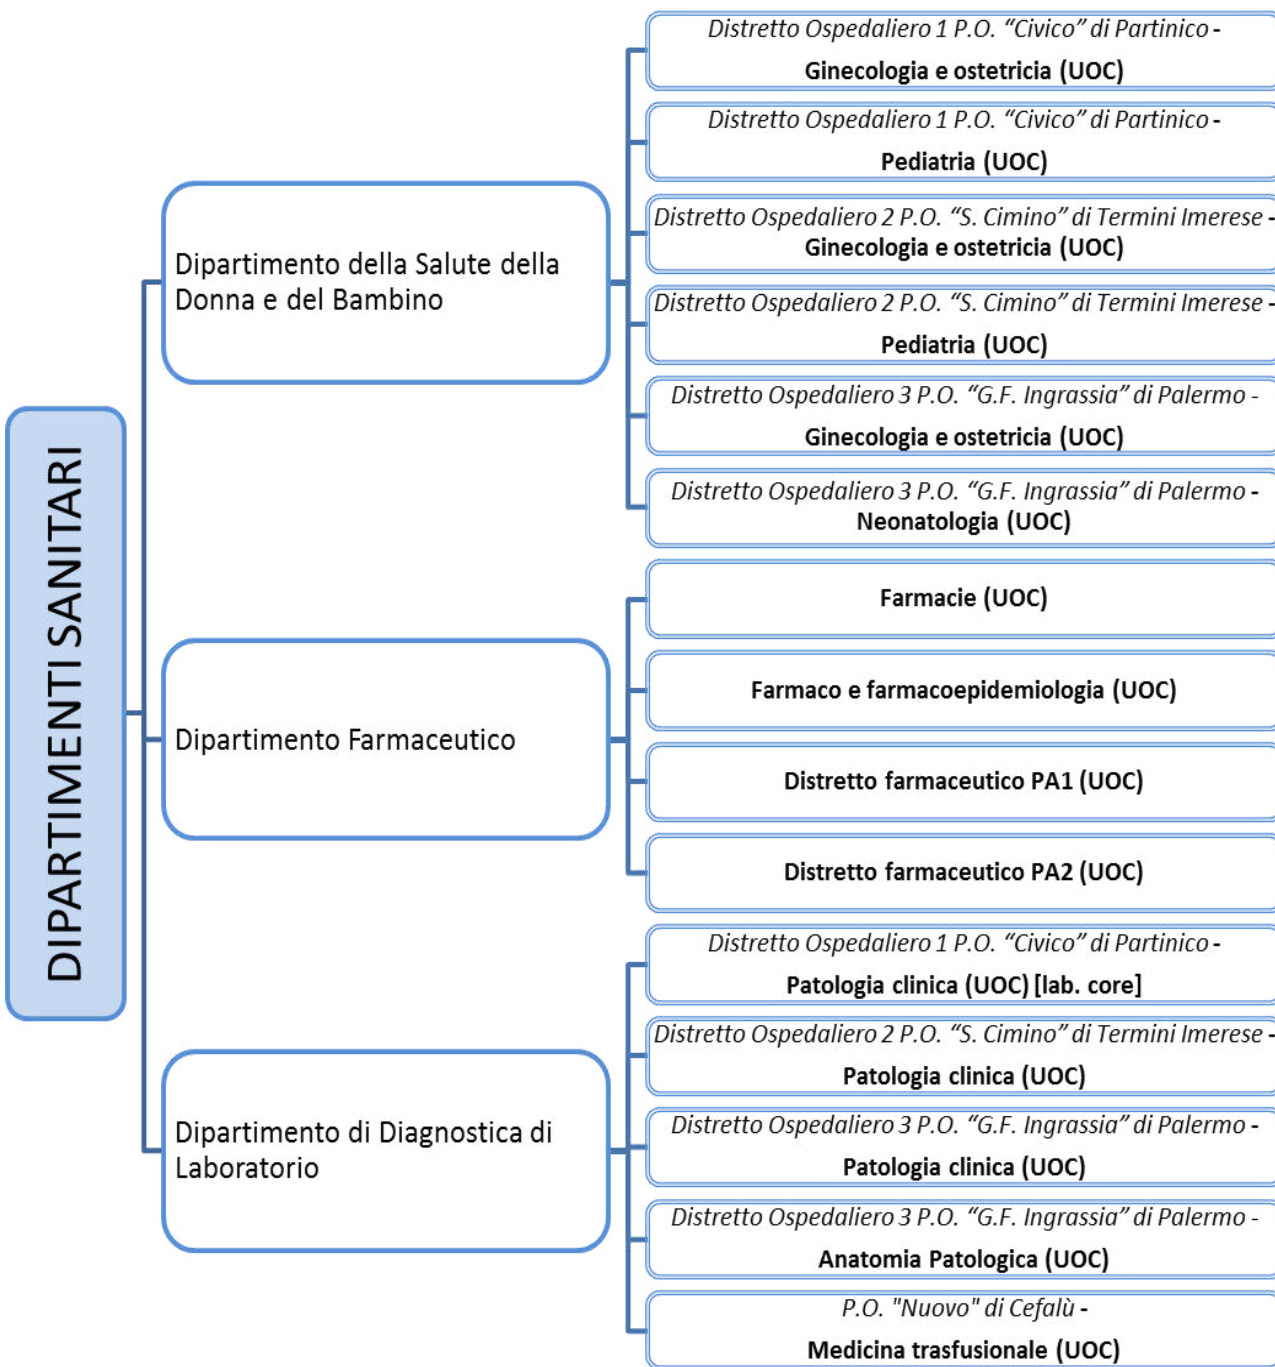 DIPARTIMENTI SANITARI
Dipartimento della Salute della
Donna e del Bambino
Distretto Ospedaliero 1 P.O. “Civico” di Partinico -
Ginecologia e ostetricia (UOC)
Distretto Ospedaliero 1 P.O. “Civico” di Partinico -
Pediatria (UOC)
Distretto Ospedaliero 2 P.O. “S. Cimino” di Termini Imerese -
Ginecologia e ostetricia (UOC)
Distretto Ospedaliero 2 P.O. “S. Cimino” di Termini Imerese -
Pediatria (UOC)
Distretto Ospedaliero 3 P.O. “G.F. Ingrassia” di Palermo -
Ginecologia e ostetricia (UOC)
Distretto Ospedaliero 3 P.O. “G.F. Ingrassia” di Palermo -
Neonatologia (UOC)
Dipartimento Farmaceutico
Farmacie (UOC)
Farmaco e farmacoepidemiologia (UOC)
Distretto farmaceutico PA1 (UOC)
Distretto farmaceutico PA2 (UOC)
Dipartimento di Diagnostica di
Laboratorio
Distretto Ospedaliero 1 P.O. “Civico” di Partinico -
Patologia clinica (UOC) [lab. core]
Distretto Ospedaliero 2 P.O. “S. Cimino” di Termini Imerese -
Patologia clinica (UOC)
Distretto Ospedaliero 3 P.O. “G.F. Ingrassia” di Palermo -
Patologia clinica (UOC)
Distretto Ospedaliero 3 P.O. “G.F. Ingrassia” di Palermo -
Anatomia Patologica (UOC)
P.O. "Nuovo" di Cefalù -
Medicina trasfusionale (UOC)